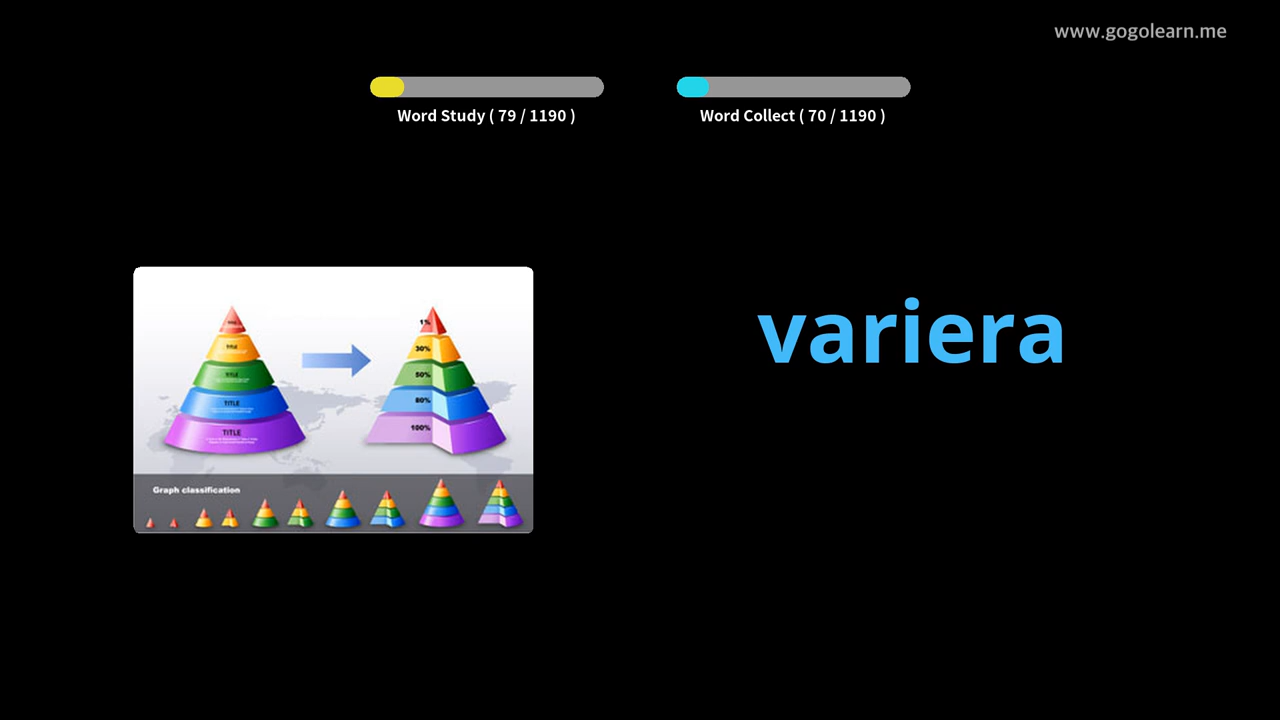 www.gogolearn.me
Word Study ( 79 / 1190 )
Word Collect ( 70 / 1190 )
variera
1%
TITLE
30%
TITLE
50%
TITLE
80%
TITLE
100%
Graph classification